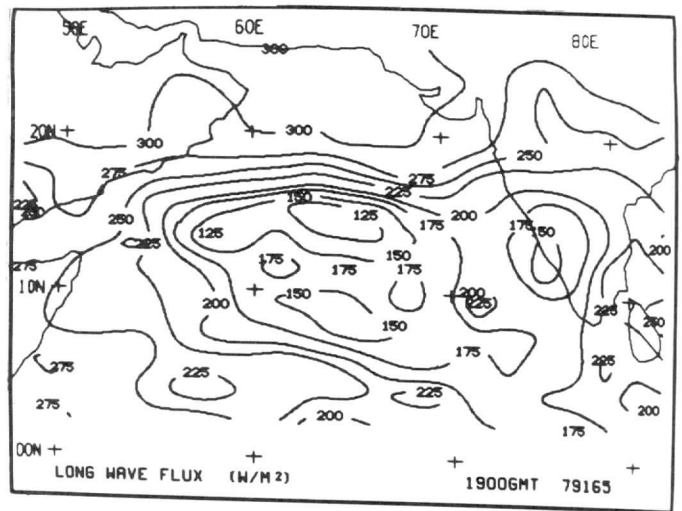 50E 60E 70E 80E
300
20N 300 300
275 275 250
225 250 250 225 150 200
125 125 175 175 150
225 150 200
275 175 175 175
10N 150 200 225
200 150 225 250
275 225 175 225
275 200 225 175 200
00N
LONG WAVE FLUX (W/M²) 1900GMT 79165